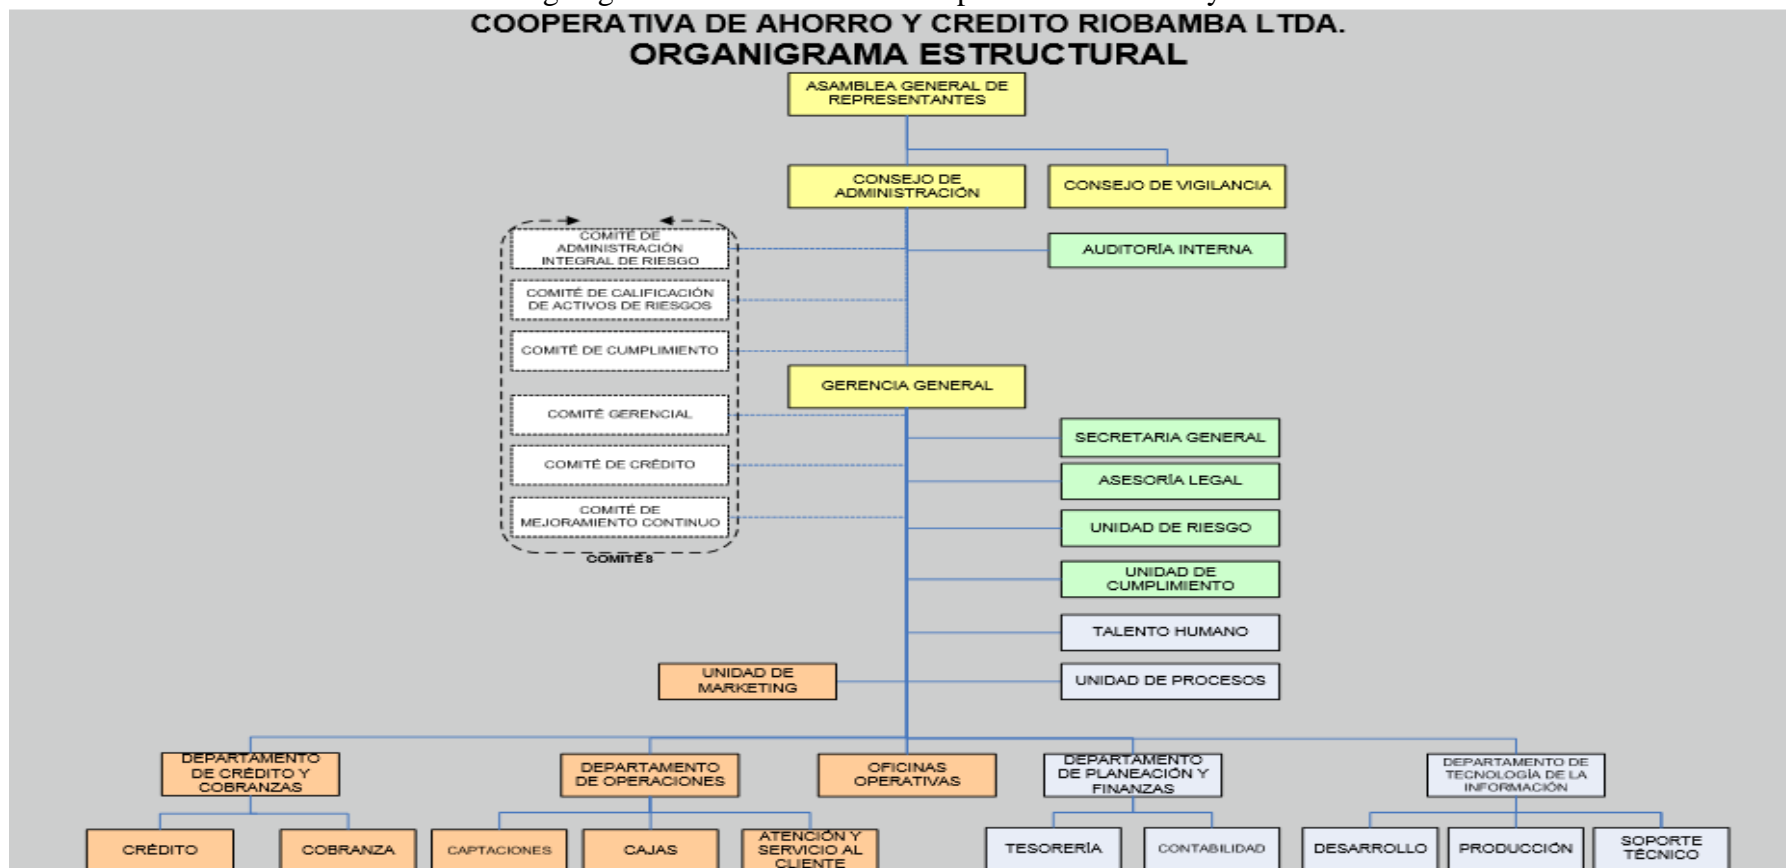 COOPERATIVA DE AHORRO Y CREDITO RIOBAMBA LTDA.
ORGANIGRAMA ESTRUCTURAL
ASAMBLEA GENERAL DE
REPRESENTANTES
CONSEJO DE
ADMINISTRACIÓN
CONSEJO DE VIGILANCIA
COMITÉ DE
ADMINISTRACIÓN
INTEGRAL DE RIESGO
AUDITORÍA INTERNA
COMITÉ DE CALIFICACIÓN
DE ACTIVOS DE RIESGOS
COMITÉ DE CUMPLIMIENTO
GERENCIA GENERAL
COMITÉ GERENCIAL
SECRETARIA GENERAL
COMITÉ DE CRÉDITO
ASESORÍA LEGAL
COMITÉ DE
MEJORAMIENTO CONTINUO
UNIDAD DE RIESGO
COMITÉS
UNIDAD DE
CUMPLIMIENTO
TALENTO HUMANO
UNIDAD DE
MARKETING
UNIDAD DE PROCESOS
DEPARTAMENTO
DE CRÉDITO Y
COBRANZAS
DEPARTAMENTO
DE OPERACIONES
OFICINAS
OPERATIVAS
DEPARTAMENTO
DE PLANEACIÓN Y
FINANZAS
DEPARTAMENTO DE
TECNOLOGÍA DE LA
INFORMACIÓN
CRÉDITO
COBRANZA
CAPTACIONES
CAJAS
ATENCIÓN Y
SERVICIO AL
CLIENTE
TESORERÍA
CONTABILIDAD
DESARROLLO
PRODUCCIÓN
SOPORTE
TÉCNICO